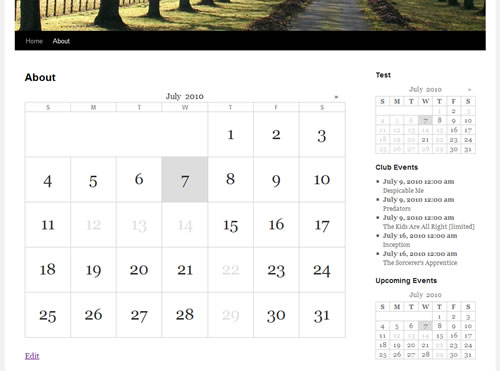 Home About
About
July 2010 »
S M T W T F S
1 2 3
4 5 6 7 8 9 10
11 12 13 14 15 16 17
18 19 20 21 22 23 24
25 26 27 28 29 30 31
Edit
Test
July 2010 »
S M T W T F S
1 2 3
4 5 6 7 8 9 10
11 12 13 14 15 16 17
18 19 20 21 22 23 24
25 26 27 28 29 30 31
Club Events
July 9, 2010 12:00 am
Despicable Me
July 9, 2010 12:00 am
Predators
July 9, 2010 12:00 am
The Kids Are All Right [limited]
July 16, 2010 12:00 am
Inception
July 16, 2010 12:00 am
The Sorcerer's Apprentice
Upcoming Events
July 2010
S M T W T F S
1 2 3
4 5 6 7 8 9 10
11 12 13 14 15 16 17
18 19 20 21 22 23 24
25 26 27 28 29 30 31